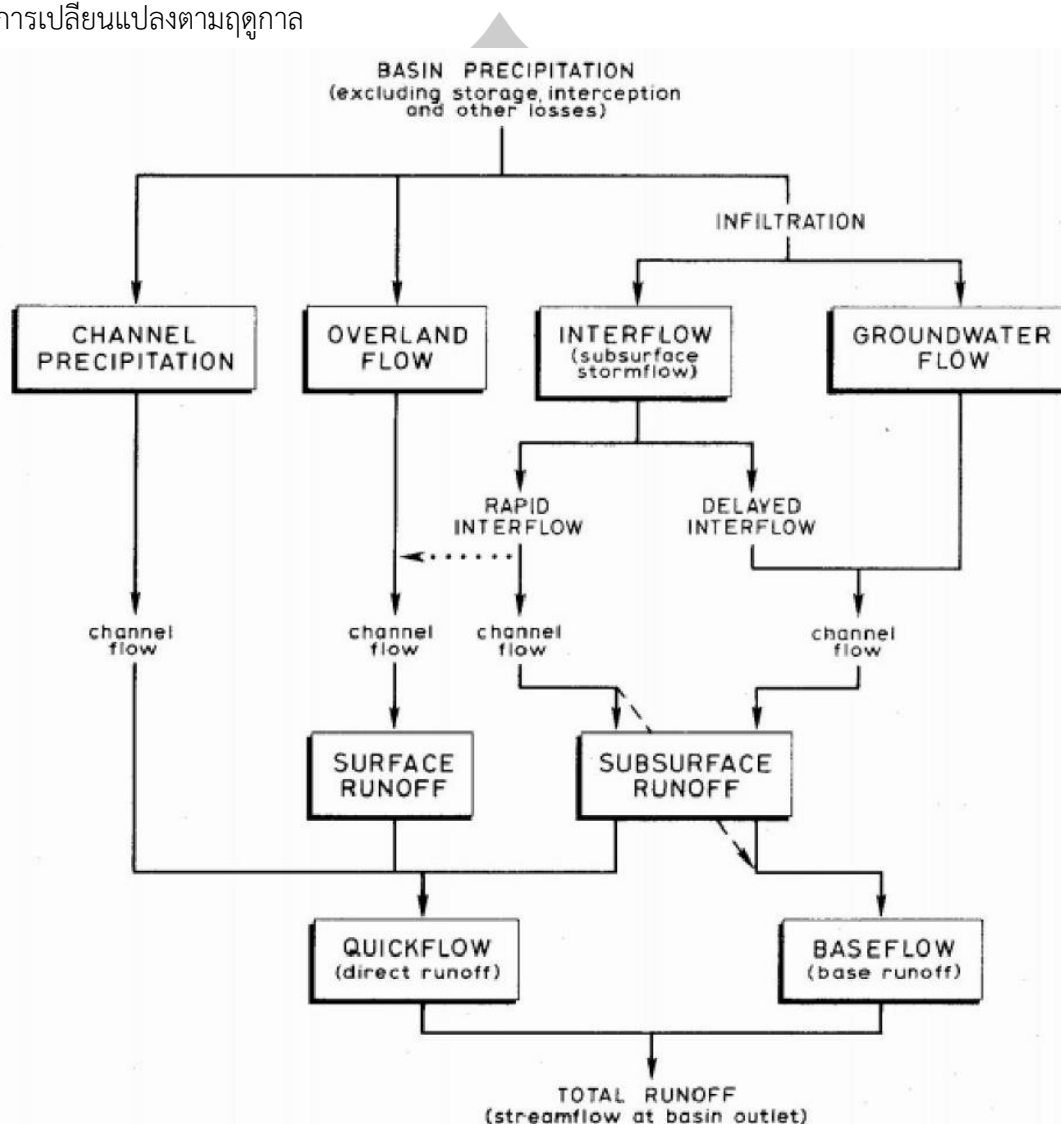 การเปลี่ยนแปลงตามฤดูกาล
BASIN PRECIPITATION
(excluding storage, interception
and other losses)
INFILTRATION
CHANNEL
PRECIPITATION
OVERLAND
FLOW
INTERFLOW
(subsurface
stormflow)
GROUNDWATER
FLOW
RAPID
INTERFLOW
DELAYED
INTERFLOW
channel
flow
channel
flow
channel
flow
channel
flow
SURFACE
RUNOFF
SUBSURFACE
RUNOFF
QUICKFLOW
(direct runoff)
BASEFLOW
(base runoff)
TOTAL RUNOFF
(streamflow at basin outlet)